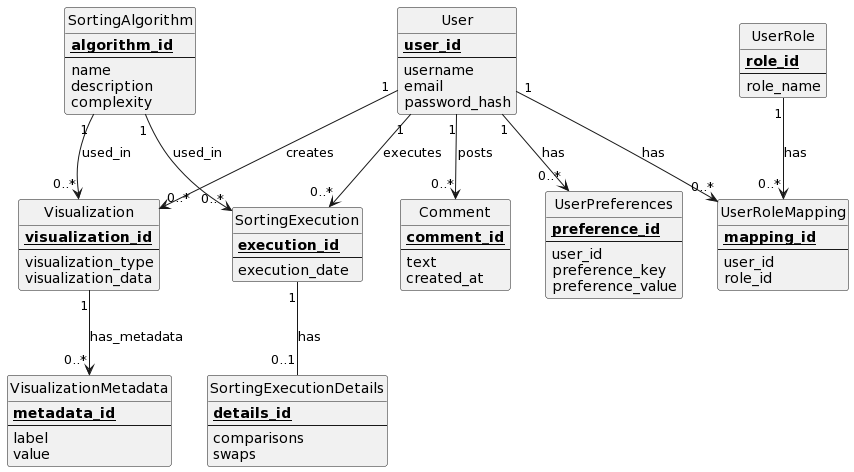 SortingAlgorithm
algorithm_id
name
description
complexity
User
user_id
username
email
password_hash
UserRole
role_id
role_name
1
1
1
1
1
1
1
1
used_in
used_in
creates
executes
posts
has
has
has
0..*
0..*
0..*
0..*
0..*
0..*
0..*
0..*
Visualization
visualization_id
visualization_type
visualization_data
SortingExecution
execution_id
execution_date
Comment
comment_id
text
created_at
UserPreferences
preference_id
user_id
preference_key
preference_value
UserRoleMapping
mapping_id
user_id
role_id
1
has_metadata
0..*
1
has
0..1
VisualizationMetadata
metadata_id
label
value
SortingExecutionDetails
details_id
comparisons
swaps